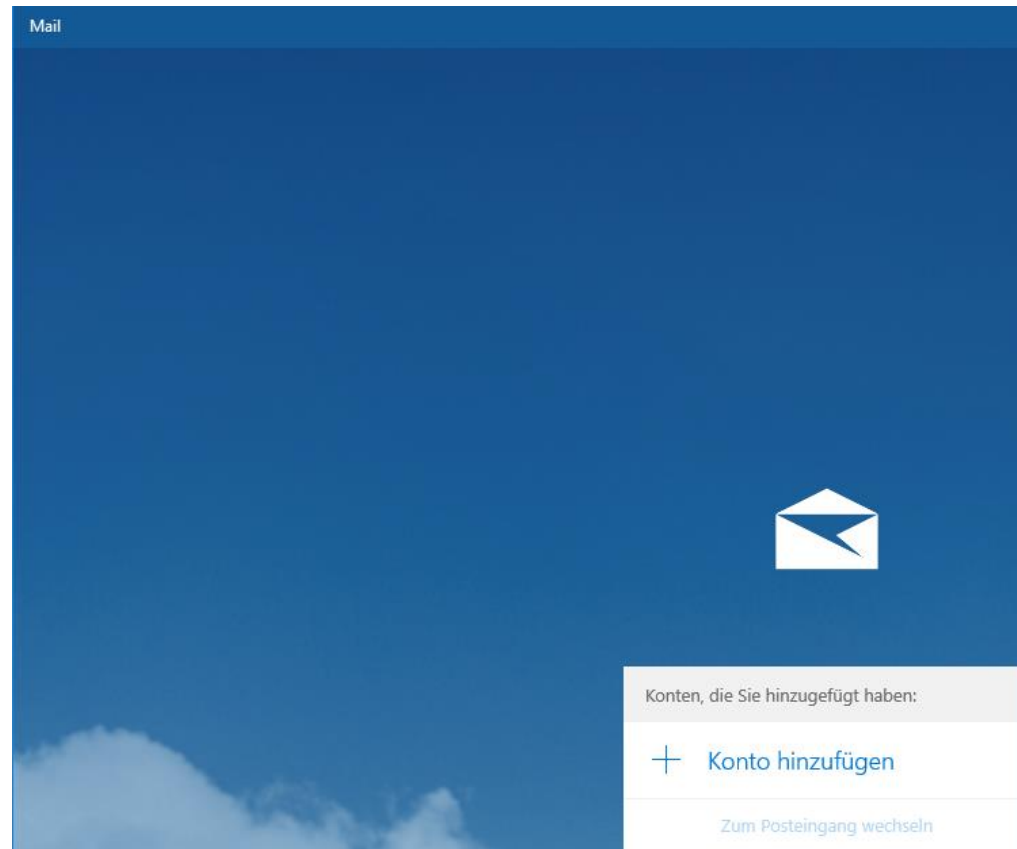 Mail
Konten, die Sie hinzugefügt haben:
Konto hinzufügen
Zum Posteingang wechseln